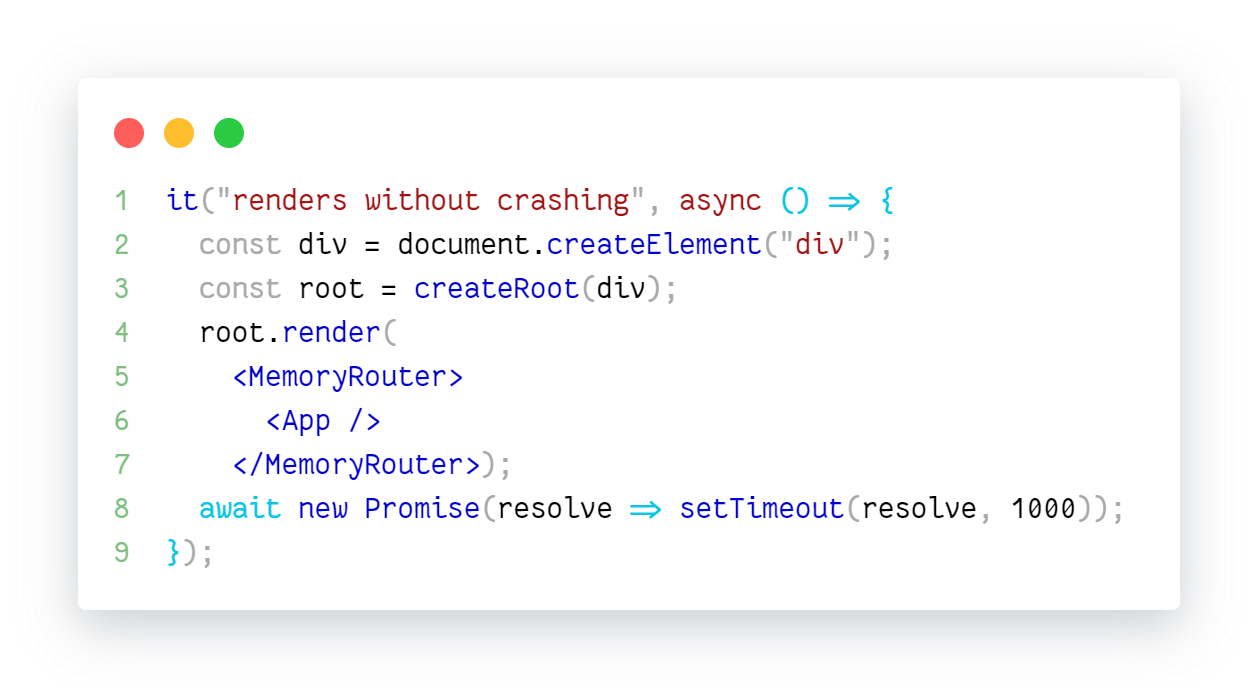 1 it("renders without crashing", async () => {
2   const div = document.createElement("div");
3   const root = createRoot(div);
4   root.render(
5     <MemoryRouter>
6       <App />
7     </MemoryRouter>);
8   await new Promise(resolve => setTimeout(resolve, 1000));
9 });